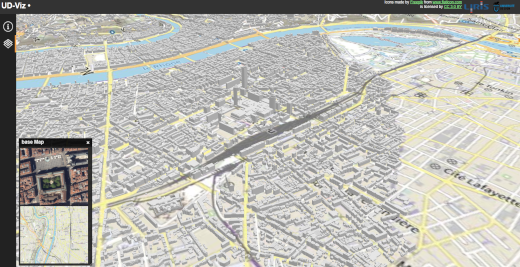 UD-Viz
Icons made by Freepik from www.flaticon.com
is licensed by CC 3.0 BY
LIRIS
base Map
Cité Lafayette